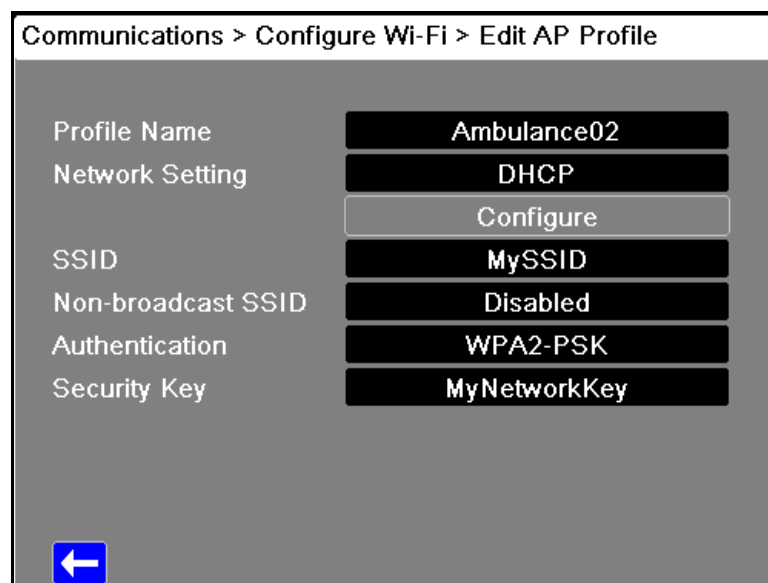 Communications > Configure Wi-Fi > Edit AP Profile
Profile Name Ambulance02
Network Setting DHCP
Configure
SSID MySSID
Non-broadcast SSID Disabled
Authentication WPA2-PSK
Security Key MyNetworkKey